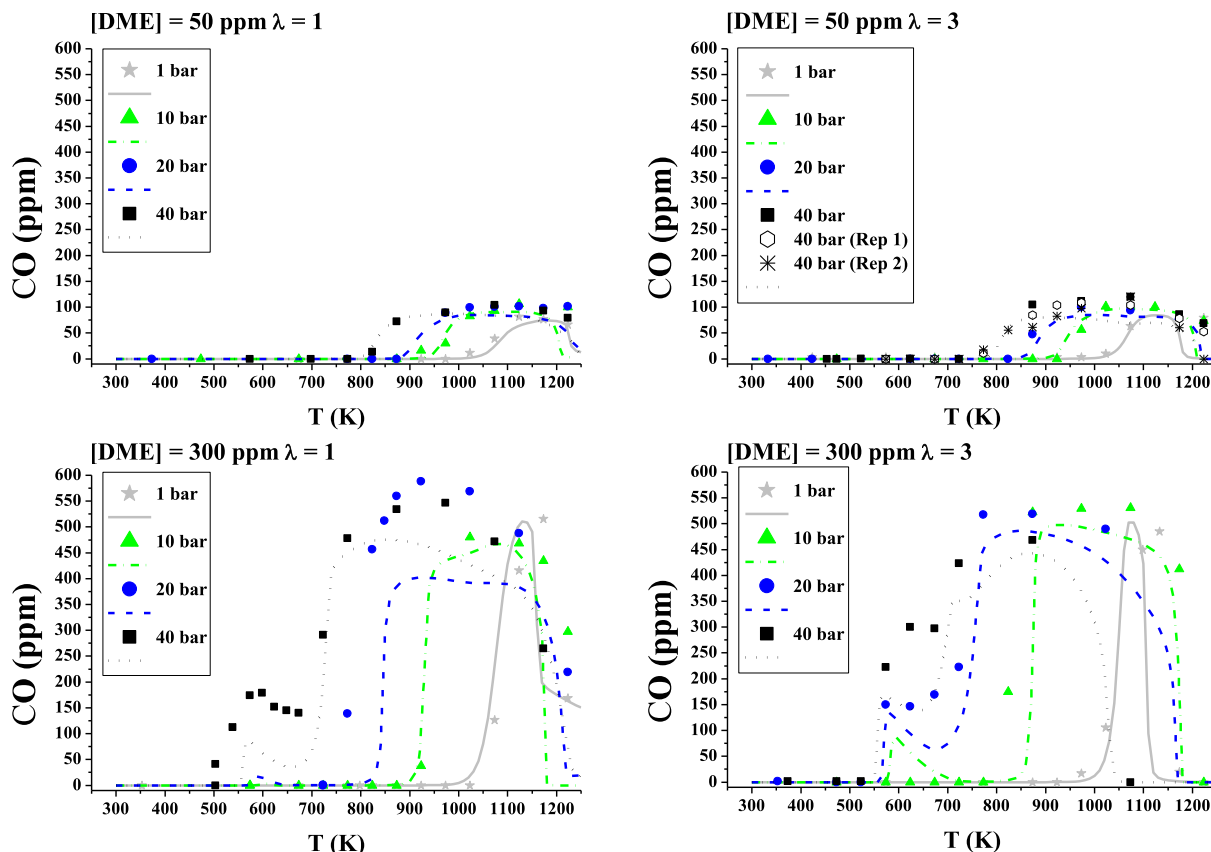 [DME] = 50 ppm λ = 1
CO (ppm)
600
550
500
450
400
350
300
250
200
150
100
50
0
1 bar
10 bar
20 bar
40 bar
300 400 500 600 700 800 900 1000 1100 1200
T (K)
[DME] = 50 ppm λ = 3
CO (ppm)
600
550
500
450
400
350
300
250
200
150
100
50
0
1 bar
10 bar
20 bar
40 bar
40 bar (Rep 1)
40 bar (Rep 2)
300 400 500 600 700 800 900 1000 1100 1200
T (K)
[DME] = 300 ppm λ = 1
CO (ppm)
600
550
500
450
400
350
300
250
200
150
100
50
0
1 bar
10 bar
20 bar
40 bar
300 400 500 600 700 800 900 1000 1100 1200
T (K)
[DME] = 300 ppm λ = 3
CO (ppm)
600
550
500
450
400
350
300
250
200
150
100
50
0
1 bar
10 bar
20 bar
40 bar
300 400 500 600 700 800 900 1000 1100 1200
T (K)